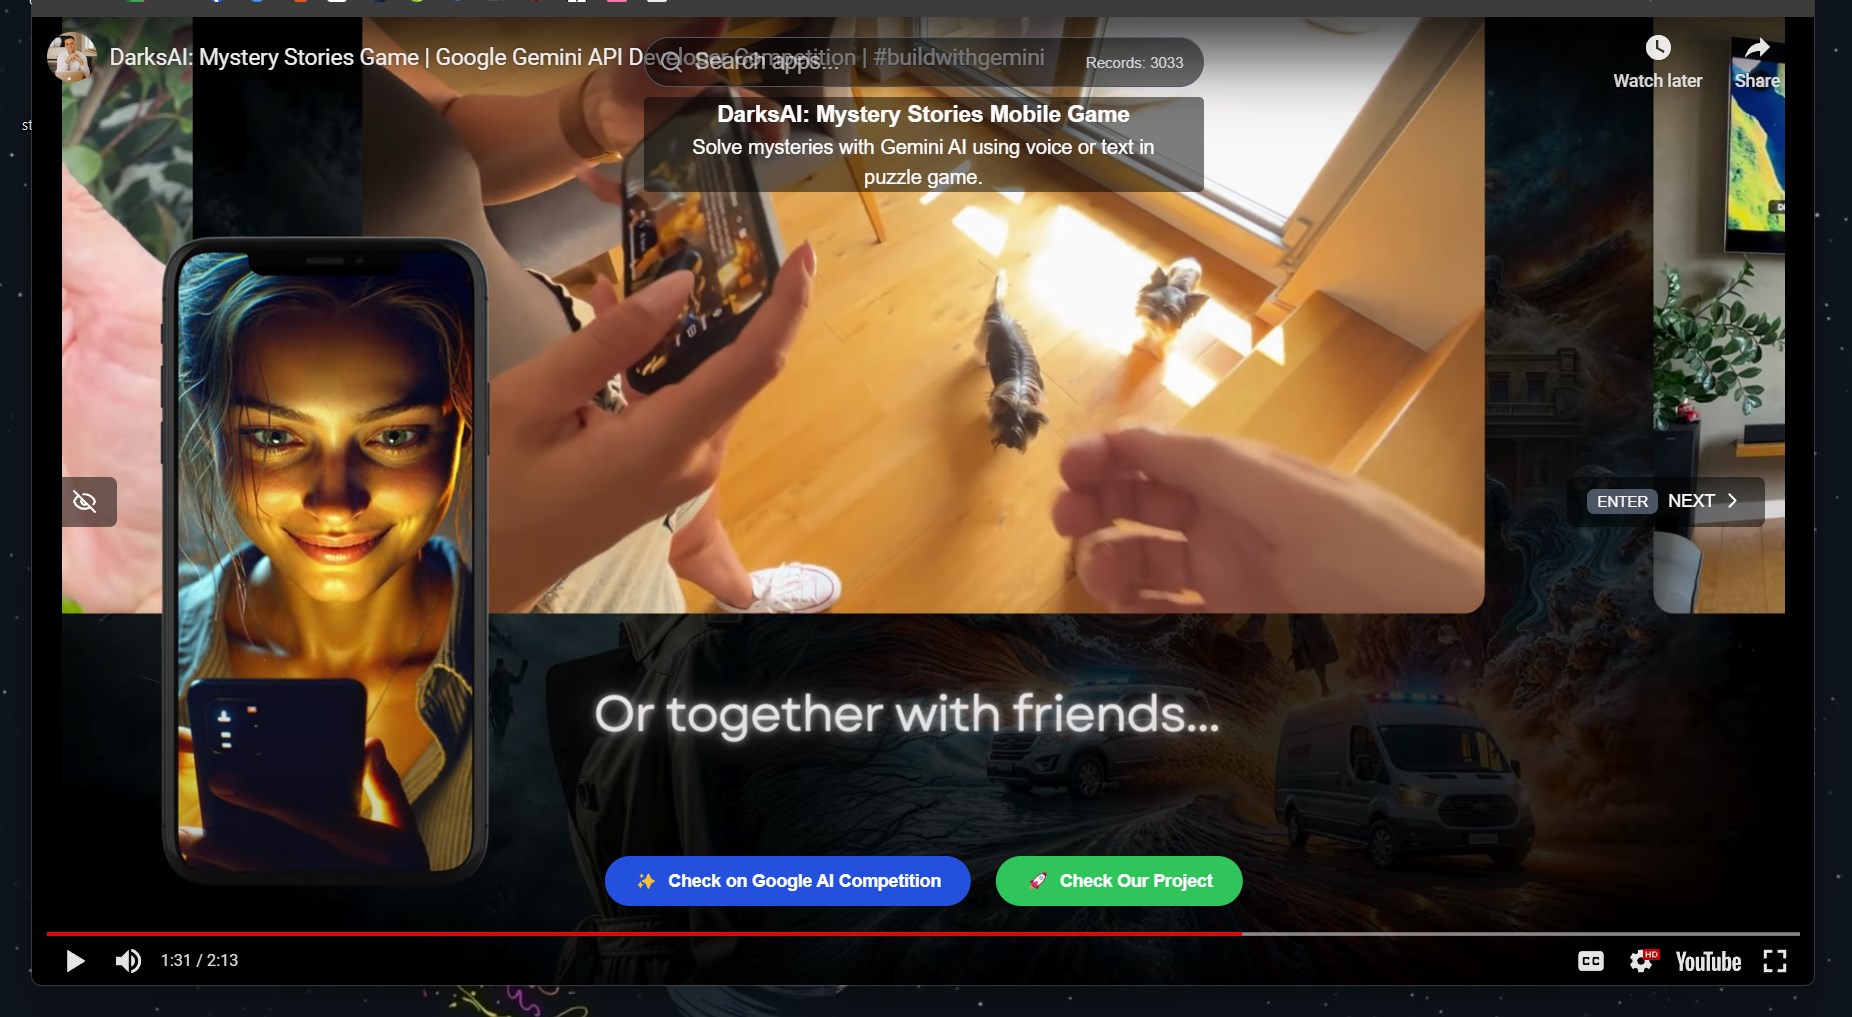 DarksAI: Mystery Stories Game | Google Gemini API Developer Competition | #buildwithgemini
Search apps...
Records: 3033
Watch later
Share
st
DarksAI: Mystery Stories Mobile Game
Solve mysteries with Gemini AI using voice or text in
puzzle game.
ENTER NEXT
Or together with friends...
Check on Google AI Competition
Check Our Project
1:31 / 2:13
CC
HD
YouTube